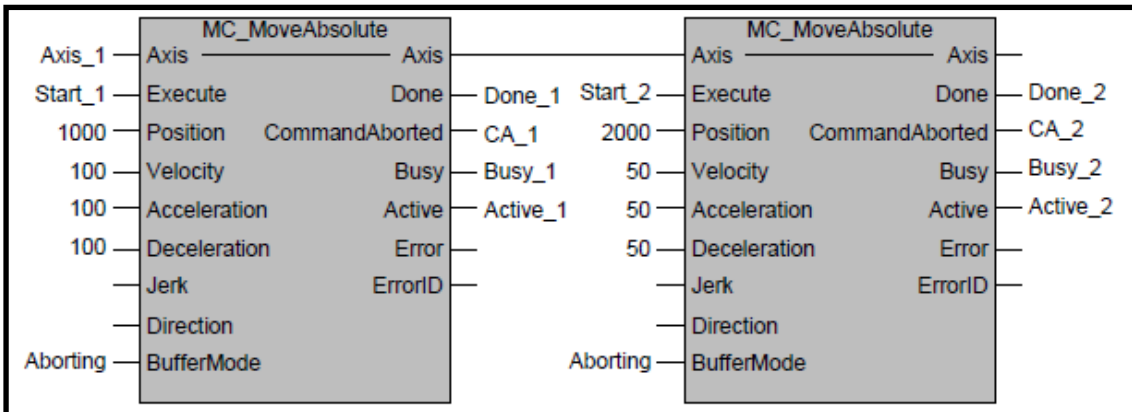 MC_MoveAbsolute MC_MoveAbsolute
Axis_1 Axis Axis Axis Axis
Start_1 Execute Done Done_1 Start_2 Execute Done Done_2
1000 Position CommandAborted CA_1 2000 Position CommandAborted CA_2
100 Velocity Busy Busy_1 50 Velocity Busy Busy_2
100 Acceleration Active Active_1 50 Acceleration Active Active_2
100 Deceleration Error 50 Deceleration Error
Jerk ErrorID Jerk ErrorID
Direction Direction
Aborting BufferMode Aborting BufferMode